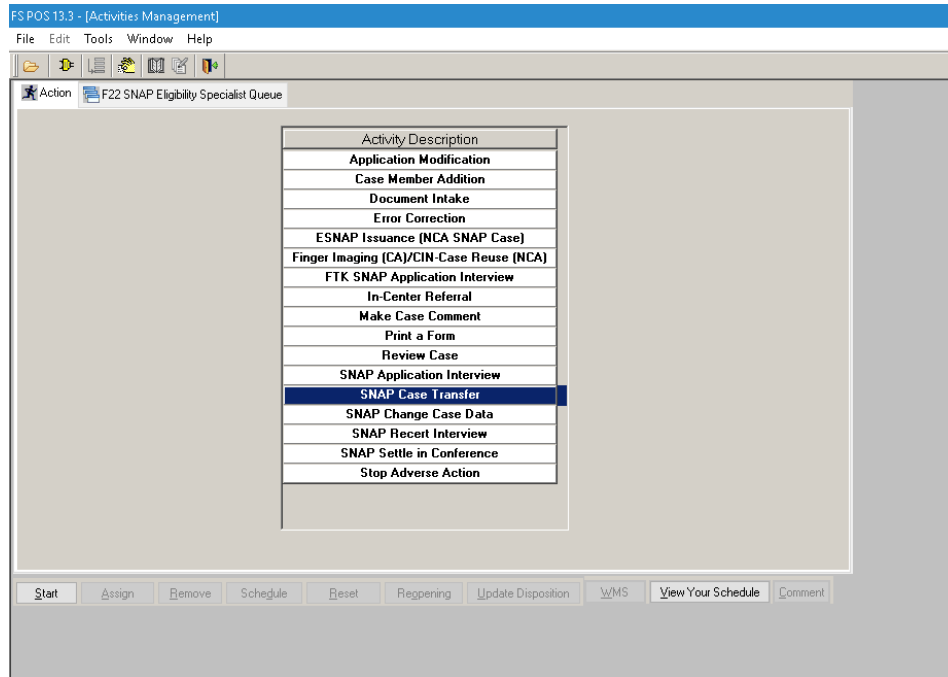 FS POS 13.3 - [Activities Management]
File Edit Tools Window Help
Action F22 SNAP Eligibility Specialist Queue
Activity Description
Application Modification
Case Member Addition
Document Intake
Error Correction
ESNAP Issuance (NCA SNAP Case)
Finger Imaging (CA)/CIN-Case Reuse (NCA)
FTK SNAP Application Interview
In-Center Referral
Make Case Comment
Print a Form
Review Case
SNAP Application Interview
SNAP Case Transfer
SNAP Change Case Data
SNAP Recert Interview
SNAP Settle in Conference
Stop Adverse Action
Start Assign Remove Schedule Reset Reopening Update Disposition WMS View Your Schedule Comment